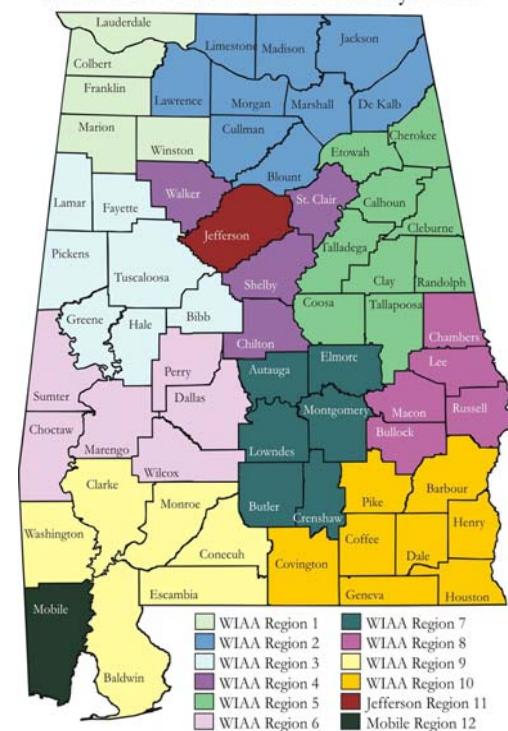 Lauderdale
Limestone
Madison
Jackson
Colbert
Franklin
Lawrence
Morgan
Marshall
De Kalb
Marion
Winston
Cullman
Cherokee
Etowah
Blount
Walker
St. Clair
Calhoun
Lamar
Fayette
Jefferson
Cleburne
Pickens
Talladega
Tuscaloosa
Shelby
Clay
Randolph
Greene
Hale
Bibb
Coosa
Tallapoosa
Chilton
Chambers
Perry
Autauga
Elmore
Lee
Sumter
Dallas
Montgomery
Macon
Russell
Choctaw
Marengo
Lowndes
Bullock
Wilcox
Clarke
Monroe
Butler
Pike
Barbour
Crenshaw
Washington
Coffee
Henry
Conecuh
Dale
Covington
Mobile
Escambia
Geneva
Houston
Baldwin
WIAA Region 1
WIAA Region 2
WIAA Region 3
WIAA Region 4
WIAA Region 5
WIAA Region 6
WIAA Region 7
WIAA Region 8
WIAA Region 9
WIAA Region 10
Jefferson Region 11
Mobile Region 12